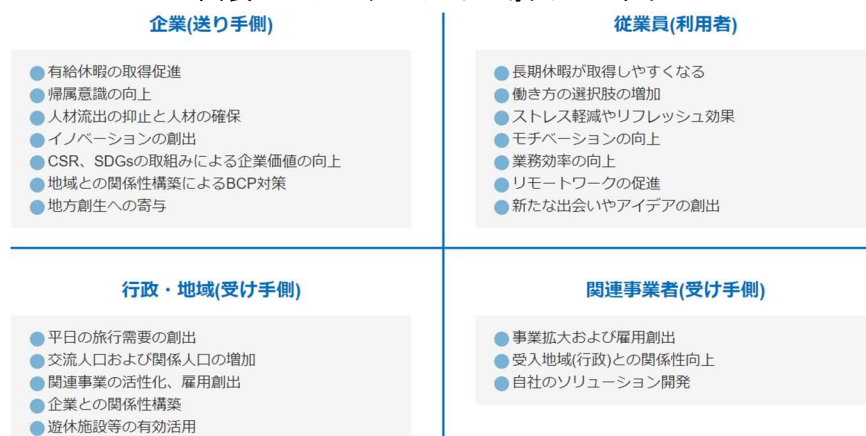 企業(送り手側)
有給休暇の取得促進
帰属意識の向上
人材流出の抑止と人材の確保
イノベーションの創出
CSR、SDGsの取組みによる企業価値の向上
地域との関係性構築によるBCP対策
地方創生への寄与
従業員(利用者)
長期休暇が取得しやすくなる
働き方の選択肢の増加
ストレス軽減やリフレッシュ効果
モチベーションの向上
業務効率の向上
リモートワークの促進
新たな出会いやアイデアの創出
行政・地域(受け手側)
平日の旅行需要の創出
交流人口および関係人口の増加
関連事業の活性化、雇用創出
企業との関係性構築
遊休施設等の有効活用
関連事業者(受け手側)
事業拡大および雇用創出
受入地域(行政)との関係性向上
自社のソリューション開発